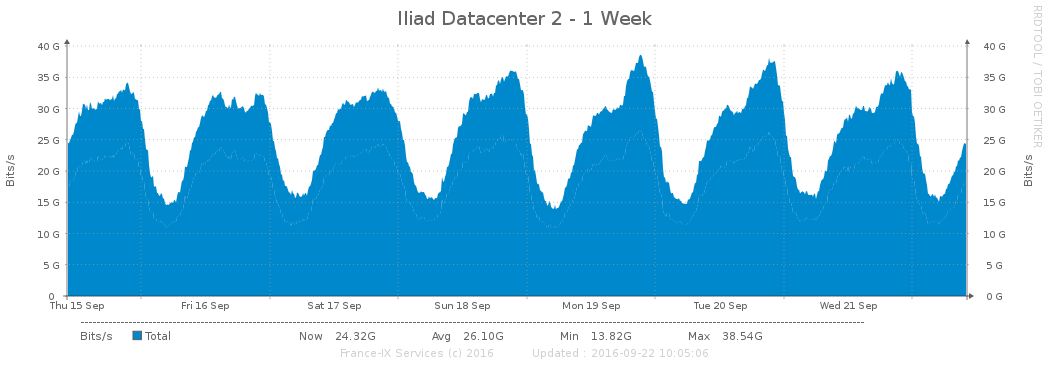 Iliad Datacenter 2 - 1 Week
RRDTOOL / TOBI OETIKER
Bits/s
Bits/s
40 G 40 G
35 G 35 G
30 G 30 G
25 G 25 G
20 G 20 G
15 G 15 G
10 G 10 G
5 G 5 G
0 0 G
Thu 15 Sep Fri 16 Sep Sat 17 Sep Sun 18 Sep Mon 19 Sep Tue 20 Sep Wed 21 Sep
Bits/s Total Now 24.32G Avg 26.10G Min 13.82G Max 38.54G
France-IX Services (c) 2016 Updated : 2016-09-22 10:05:06